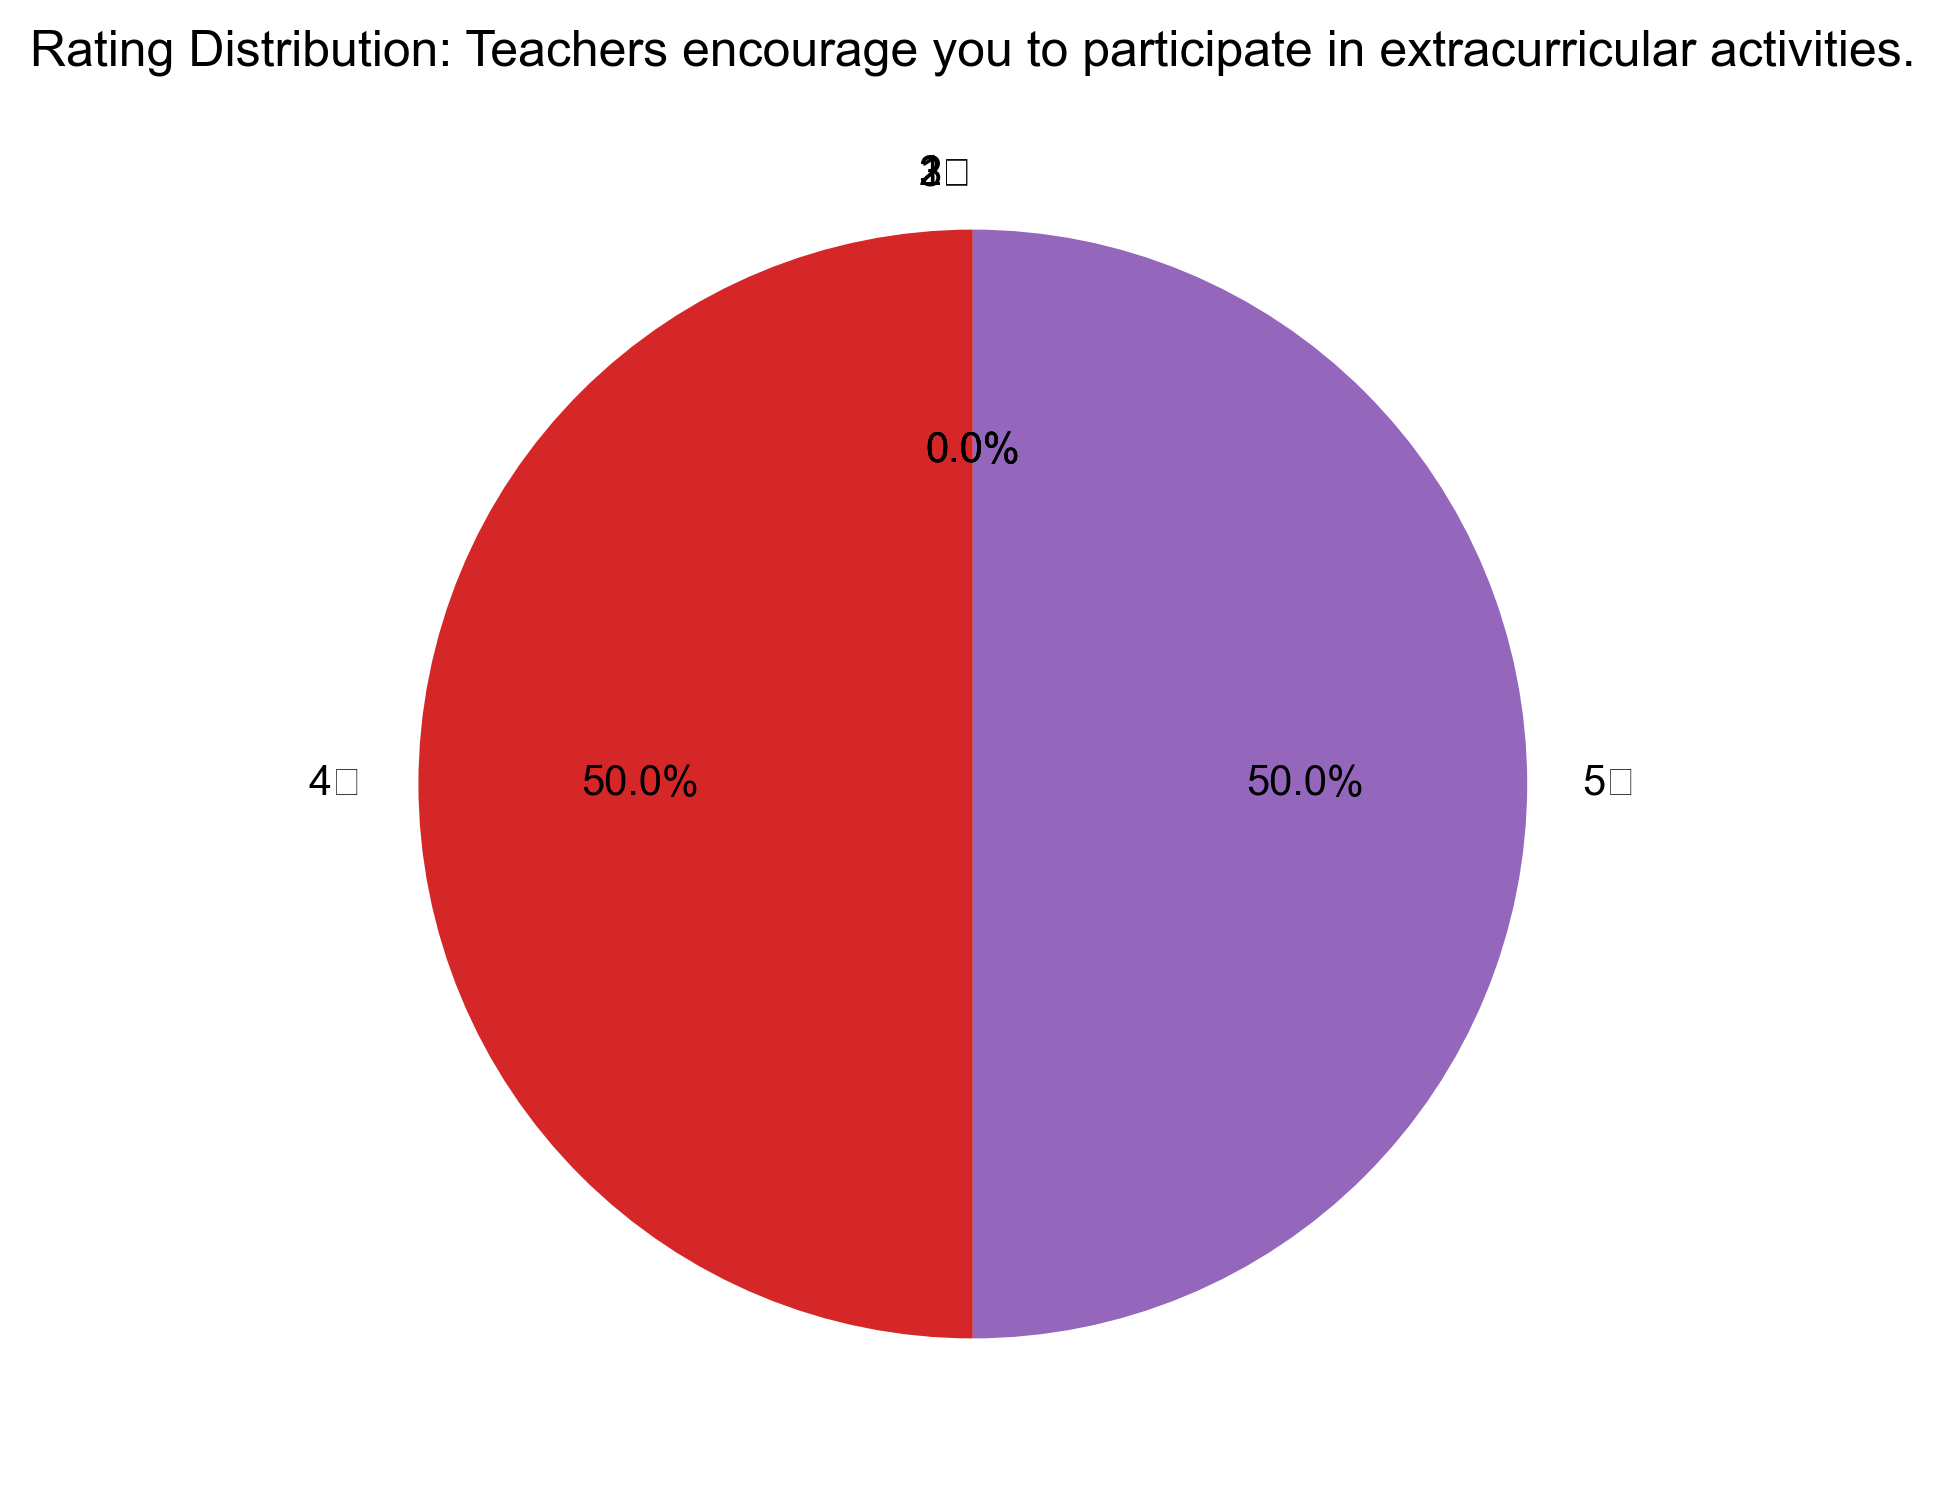 Rating Distribution: Teachers encourage you to participate in extracurricular activities.
0.0%
4□ 50.0% 50.0% 5□